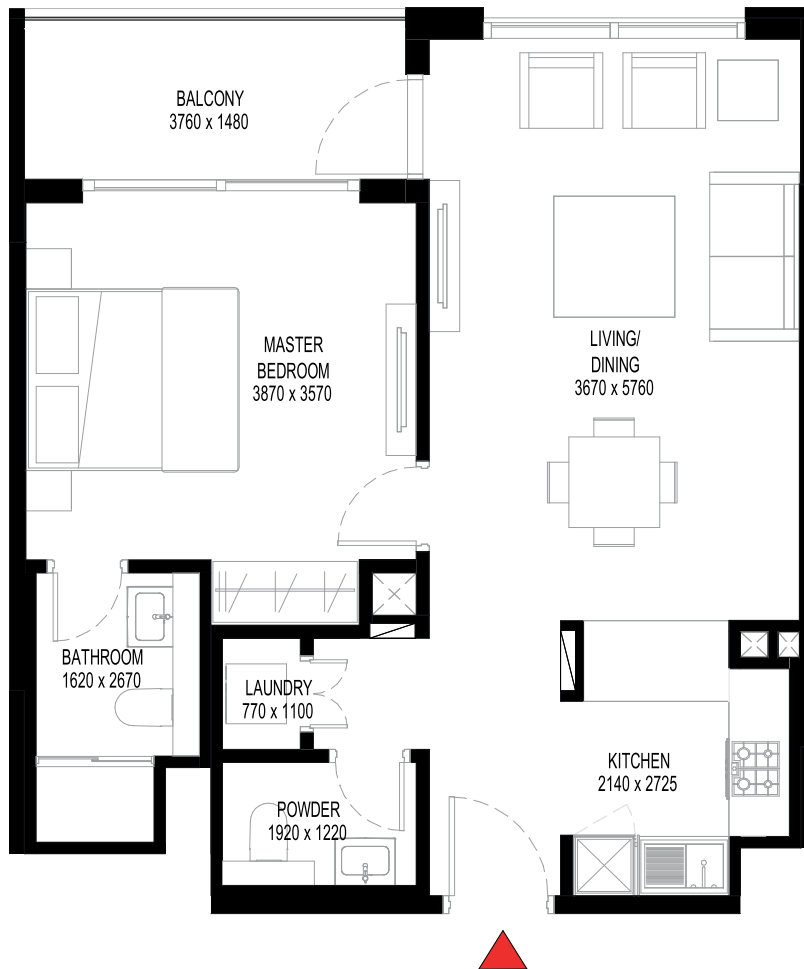 BALCONY
3760 x 1480
MASTER
BEDROOM
3870 x 3570
LIVING/
DINING
3670 x 5760
BATHROOM
1620 x 2670
LAUNDRY
770 x 1100
KITCHEN
2140 x 2725
POWDER
1920 x 1220